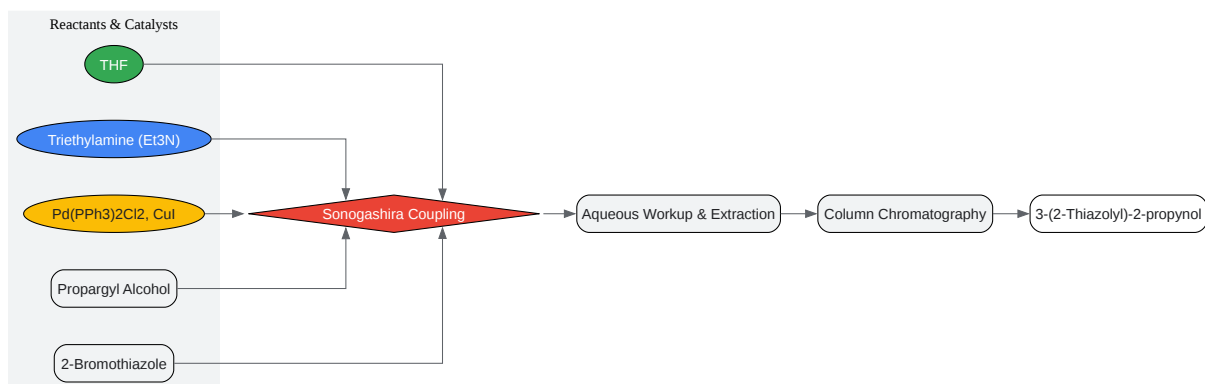 Reactants & Catalysts
THF
Triethylamine (Et3N)
Pd(PPh3)2Cl2, CuI
Propargyl Alcohol
2-Bromothiazole
Sonogashira Coupling
Aqueous Workup & Extraction
Column Chromatography
3-(2-Thiazolyl)-2-propynol